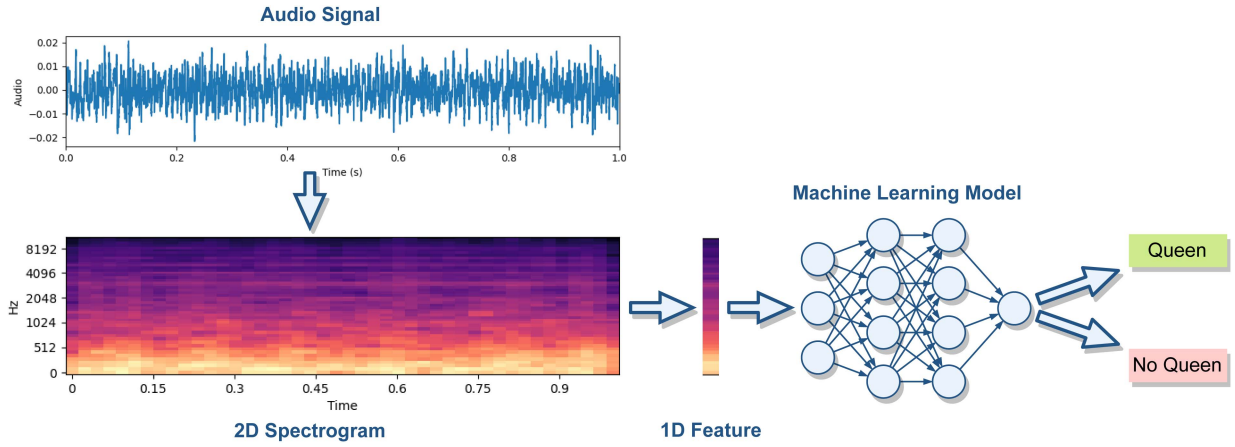 Audio Signal
0.02
0.01
0.00
−0.01
−0.02
Audio
0.0 0.2 0.4 0.6 0.8 1.0
Time (s)
Machine Learning Model
8192
4096
2048
1024
512
0
Hz
0 0.15 0.3 0.45 0.6 0.75 0.9
Time
Queen
No Queen
2D Spectrogram
1D Feature